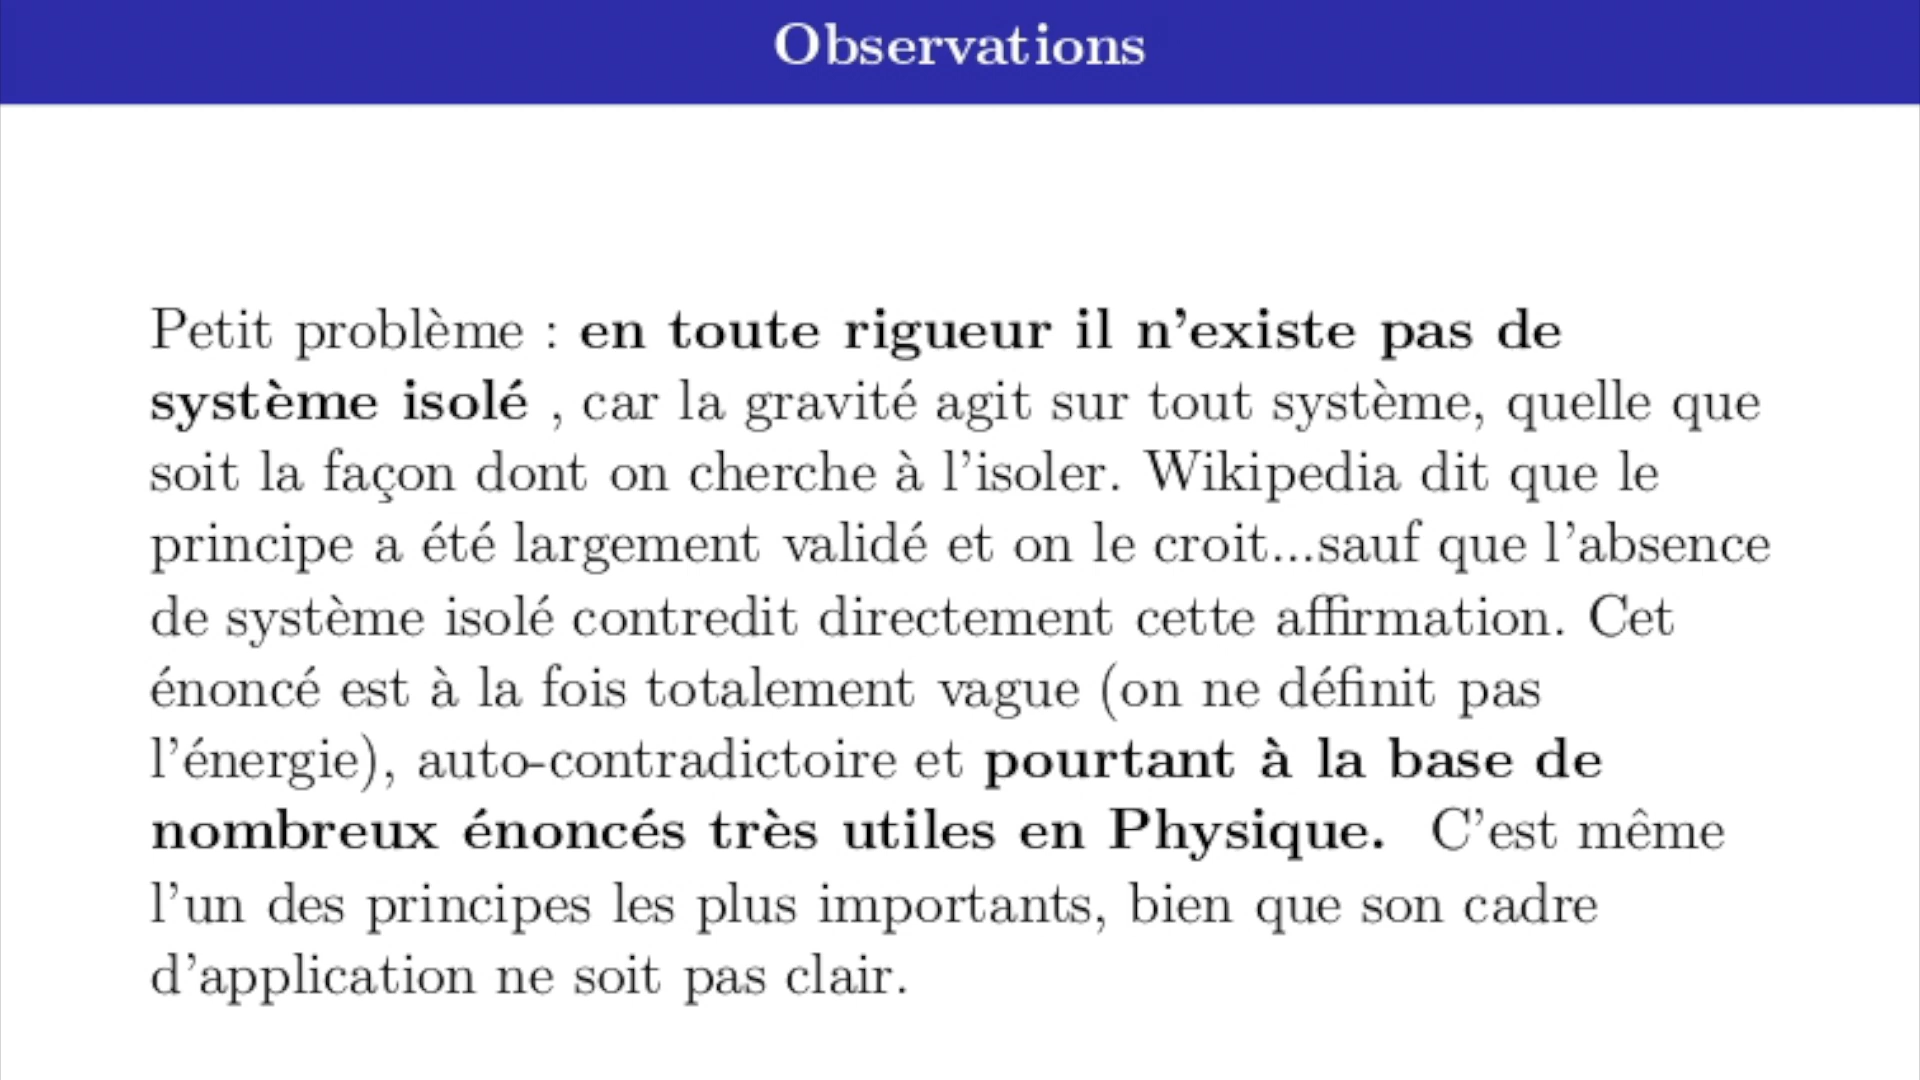 Observations
Petit problème : en toute rigueur il n'existe pas de
système isolé , car la gravité agit sur tout système, quelle que
soit la façon dont on cherche à l'isoler. Wikipedia dit que le
principe a été largement validé et on le croit...sauf que l'absence
de système isolé contredit directement cette affirmation. Cet
énoncé est à la fois totalement vague (on ne définit pas
l'énergie), auto-contradictoire et pourtant à la base de
nombreux énoncés très utiles en Physique. C'est même
l'un des principes les plus importants, bien que son cadre
d'application ne soit pas clair.